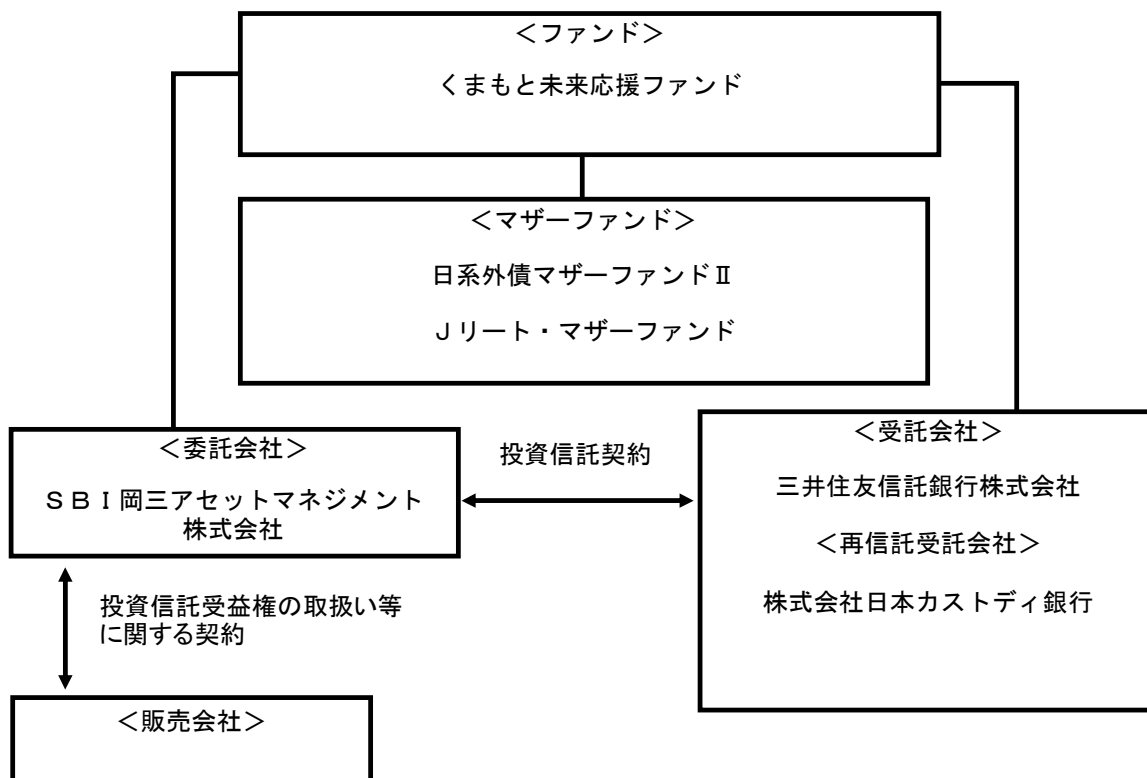 ＜ファンド＞
くまもと未来応援ファンド
＜マザーファンド＞
日系外債マザーファンドⅡ
Ｊリート・マザーファンド
＜委託会社＞
ＳＢＩ岡三アセットマネジメント
株式会社
投資信託契約
＜受託会社＞
三井住友信託銀行株式会社
＜再信託受託会社＞
株式会社日本カストディ銀行
投資信託受益権の取扱い等
に関する契約
＜販売会社＞